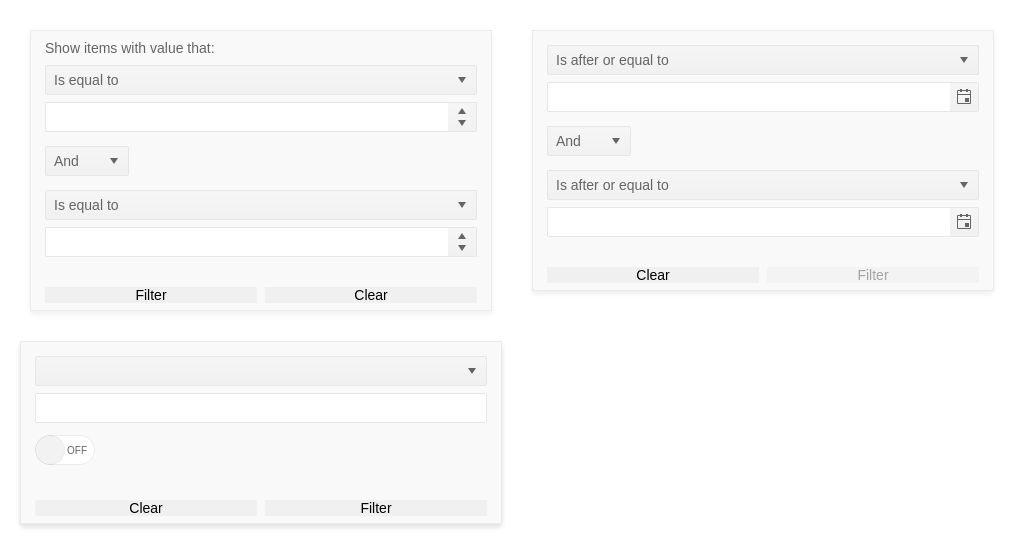 Show items with value that:
Is equal to
And
Is equal to
Filter Clear
Is after or equal to
And
Is after or equal to
Clear Filter
OFF
Clear Filter